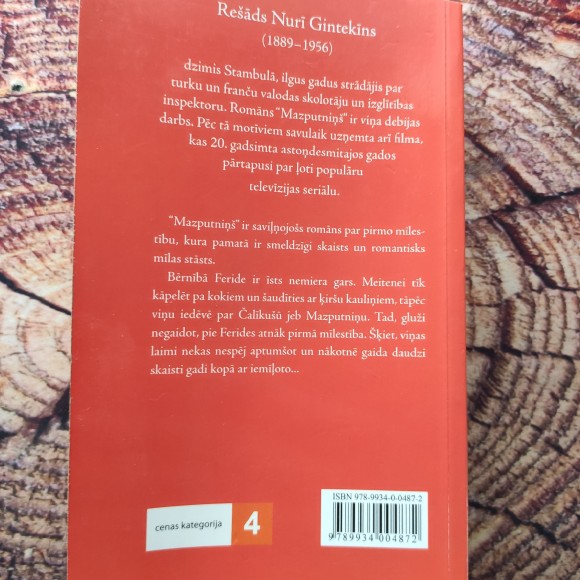 Rešāds Nurī Gintekīns
(1889–1956)
dzimis Stambulā, ilgus gadus strādājis par
turku un franču valodas skolotāju un izglītības
inspektoru. Romāns "Mazputniņš" ir viņa debijas
darbs. Pēc tā motīviem savulaik uzņemta arī filma,
kas 20. gadsimta astoņdesmitajos gados
pārtapusi par ļoti populāru
televīzijas seriālu.
"Mazputniņš" ir saviļņojošs romāns par pirmo mīles-
tību, kura pamatā ir smeldzīgi skaists un romantisks
mīlas stāsts.
Bērnībā Feride ir īsts nemiera gars. Meitenei tīk
kāpelēt pa kokiem un šaudīties ar ķiršu kauliņiem, tāpēc
viņu iedēvē par Čalikušū jeb Mazputniņu. Tad, gluži
negaidot, pie Ferides atnāk pirmā mīlestība. Šķiet, viņas
laimi nekas nespēj aptumšot un nākotnē gaida daudzi
skaisti gadi kopā ar iemīļoto...
ISBN 978-9934-0-0487-2
cenas kategorija 4
9 789934 004872